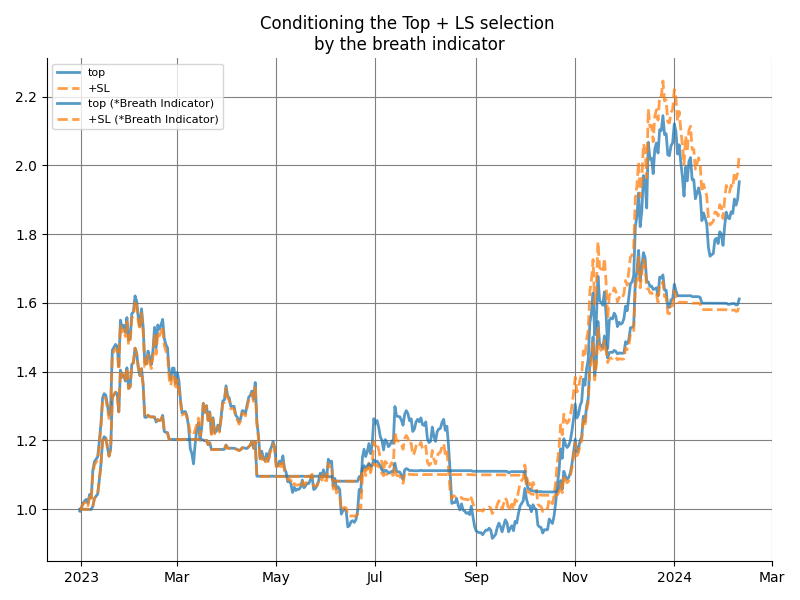 Conditioning the Top + LS selection
by the breath indicator
top
+SL
top (*Breath Indicator)
+SL (*Breath Indicator)
2.2
2.0
1.8
1.6
1.4
1.2
1.0
2023 Mar May Jul Sep Nov 2024 Mar